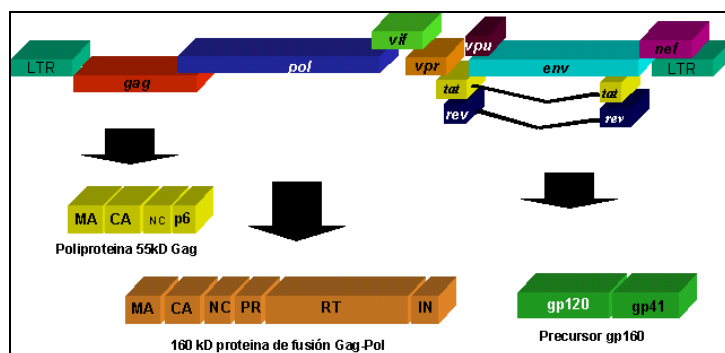 LTR gag pol vif vpr vpu env nef LTR
tat tat
rev rev
MA CA NC p6
Poliproteina 55kD Gag
MA CA NC PR RT IN
160 kD proteina de fusión Gag-Pol
gp120 gp41
Precursor gp160